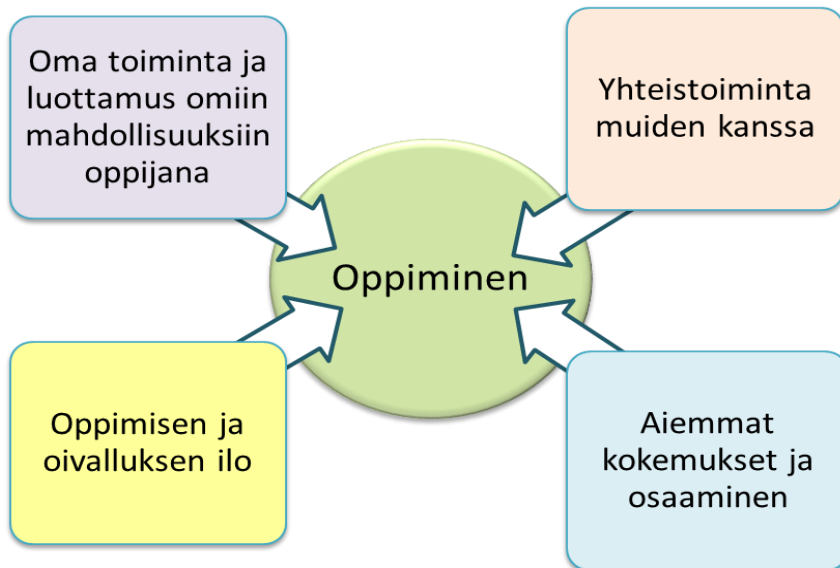 Oma toiminta ja
luottamus omiin
mahdollisuuksiin
oppijana
Yhteistoiminta
muiden kanssa
Oppiminen
Oppimisen ja
oivalluksen ilo
Aiemmat
kokemukset ja
osaaminen